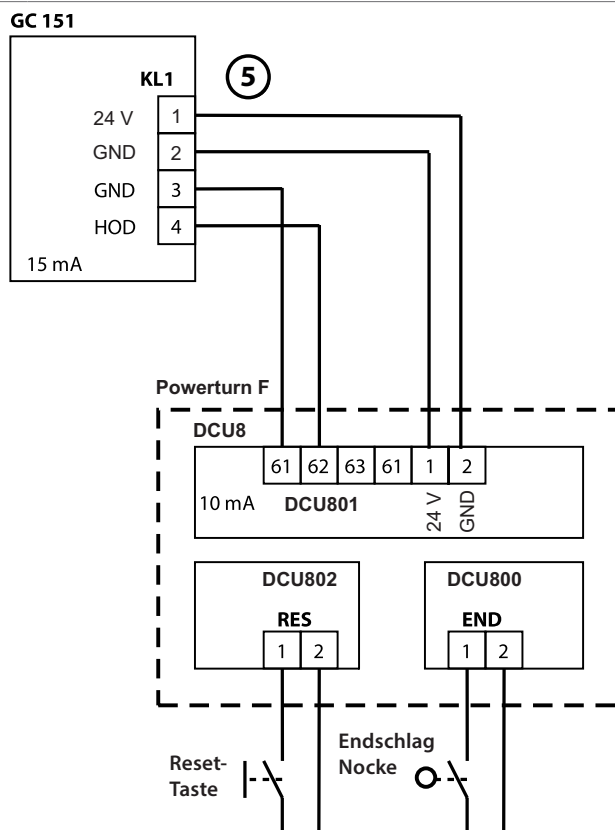 GC 151
KL1
5
24 V 1
GND 2
GND 3
HOD 4
15 mA
Powerturn F
DCU8
61 62 63 61 1 2
10 mA DCU801
24 V GND
DCU802
RES
1 2
DCU800
END
1 2
Reset-
Taste
Endschlag
Nocke